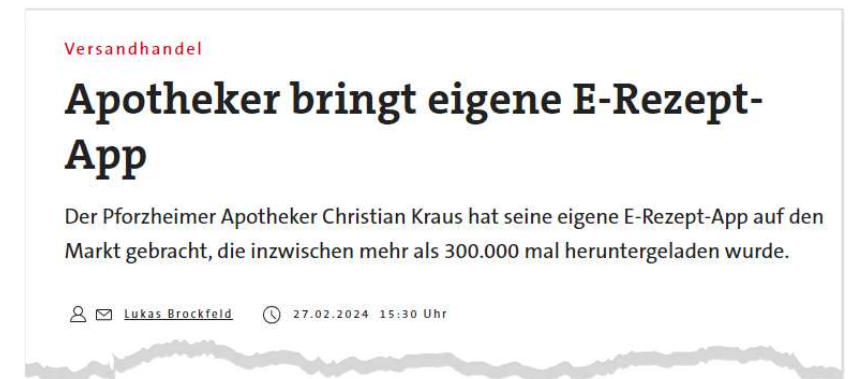 Versandhandel
Apotheker bringt eigene E-Rezept-
App
Der Pforzheimer Apotheker Christian Kraus hat seine eigene E-Rezept-App auf den
Markt gebracht, die inzwischen mehr als 300.000 mal heruntergeladen wurde.
Lukas Brockfeld 27.02.2024 15:30 Uhr